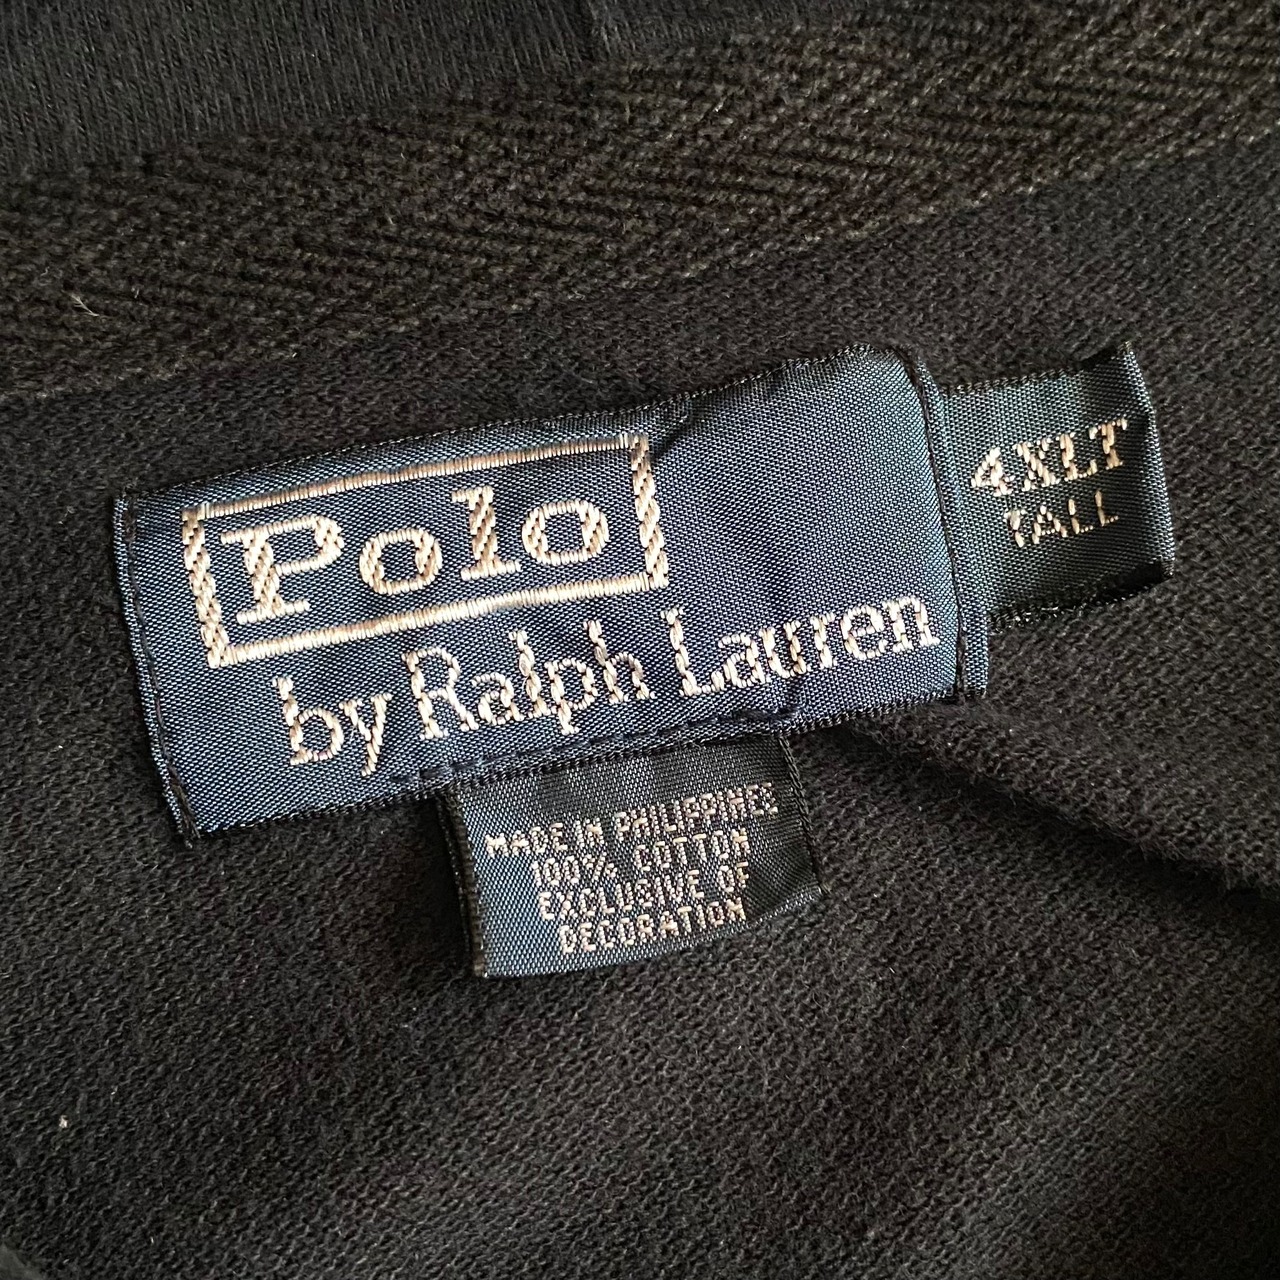 Polo
by Ralph Lauren
4XLT
TALL
MADE IN PHILIPPINES
100% COTTON
EXCLUSIVE OF
DECORATION